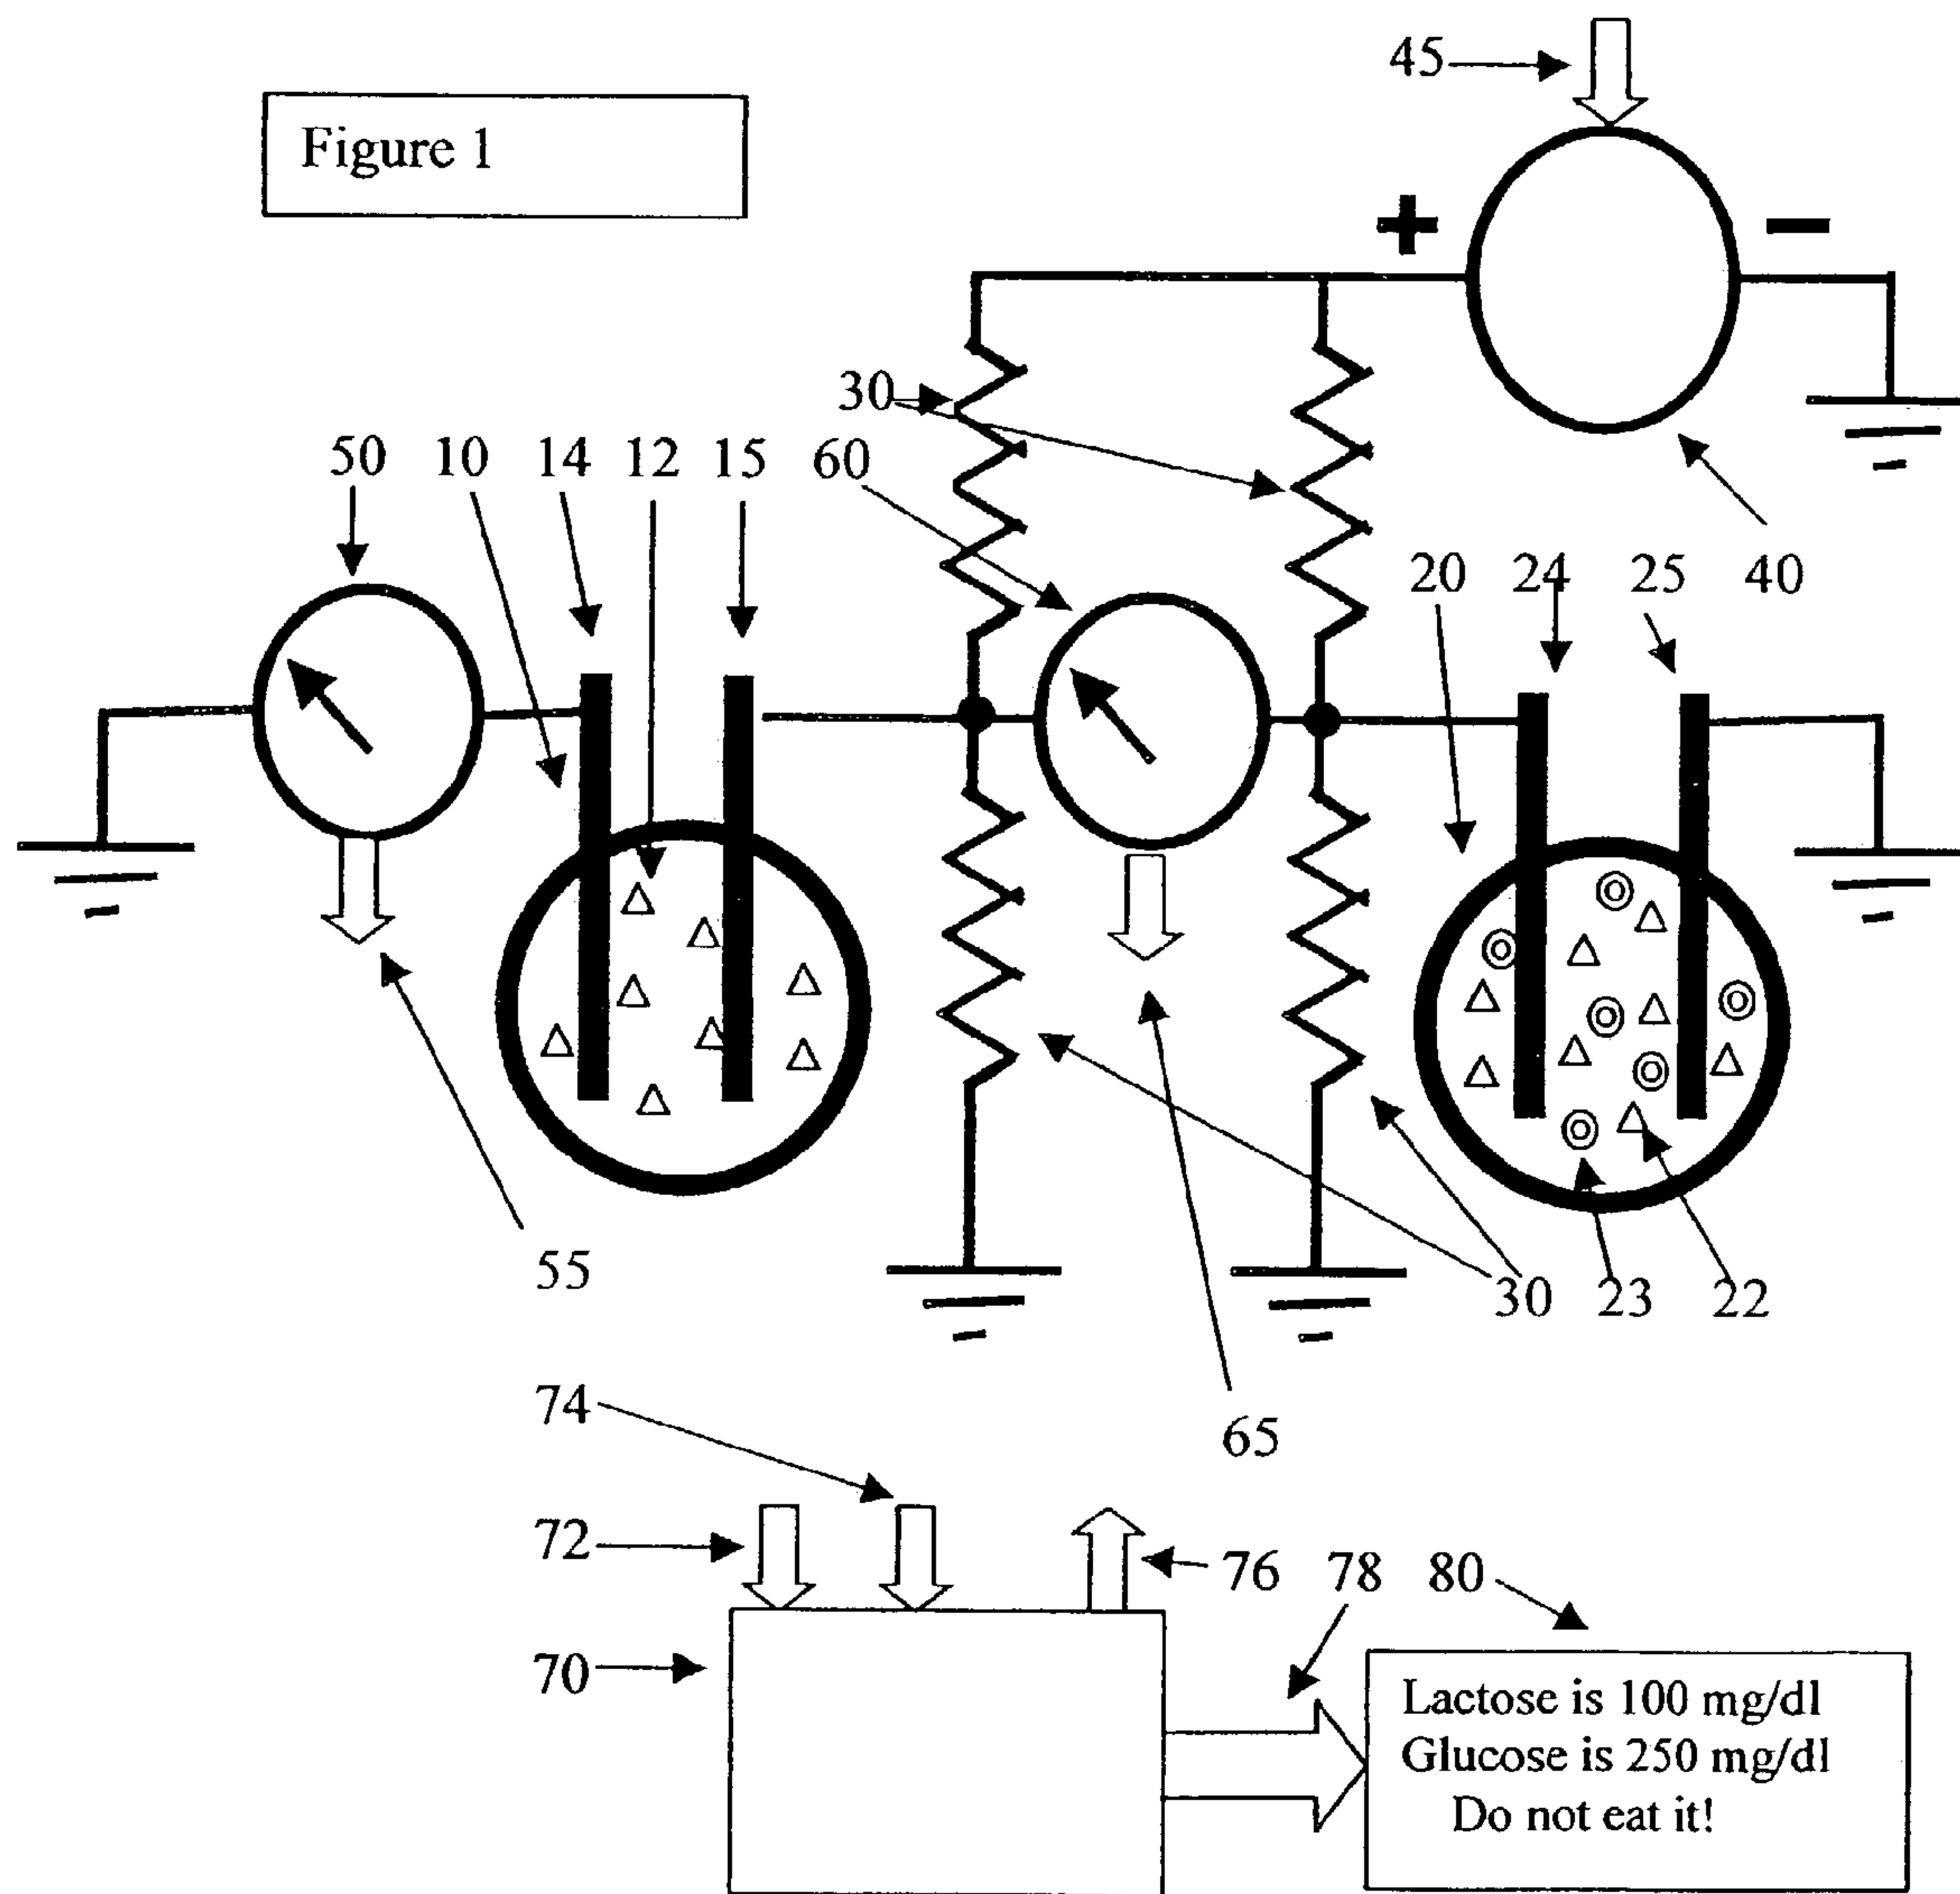 45
Figure 1
+ −
30
50 10 14 12 15 60
20 24 25 40
55
30 23 22
74
65
72
76 78 80
70
Lactose is 100 mg/dl
Glucose is 250 mg/dl
Do not eat it!